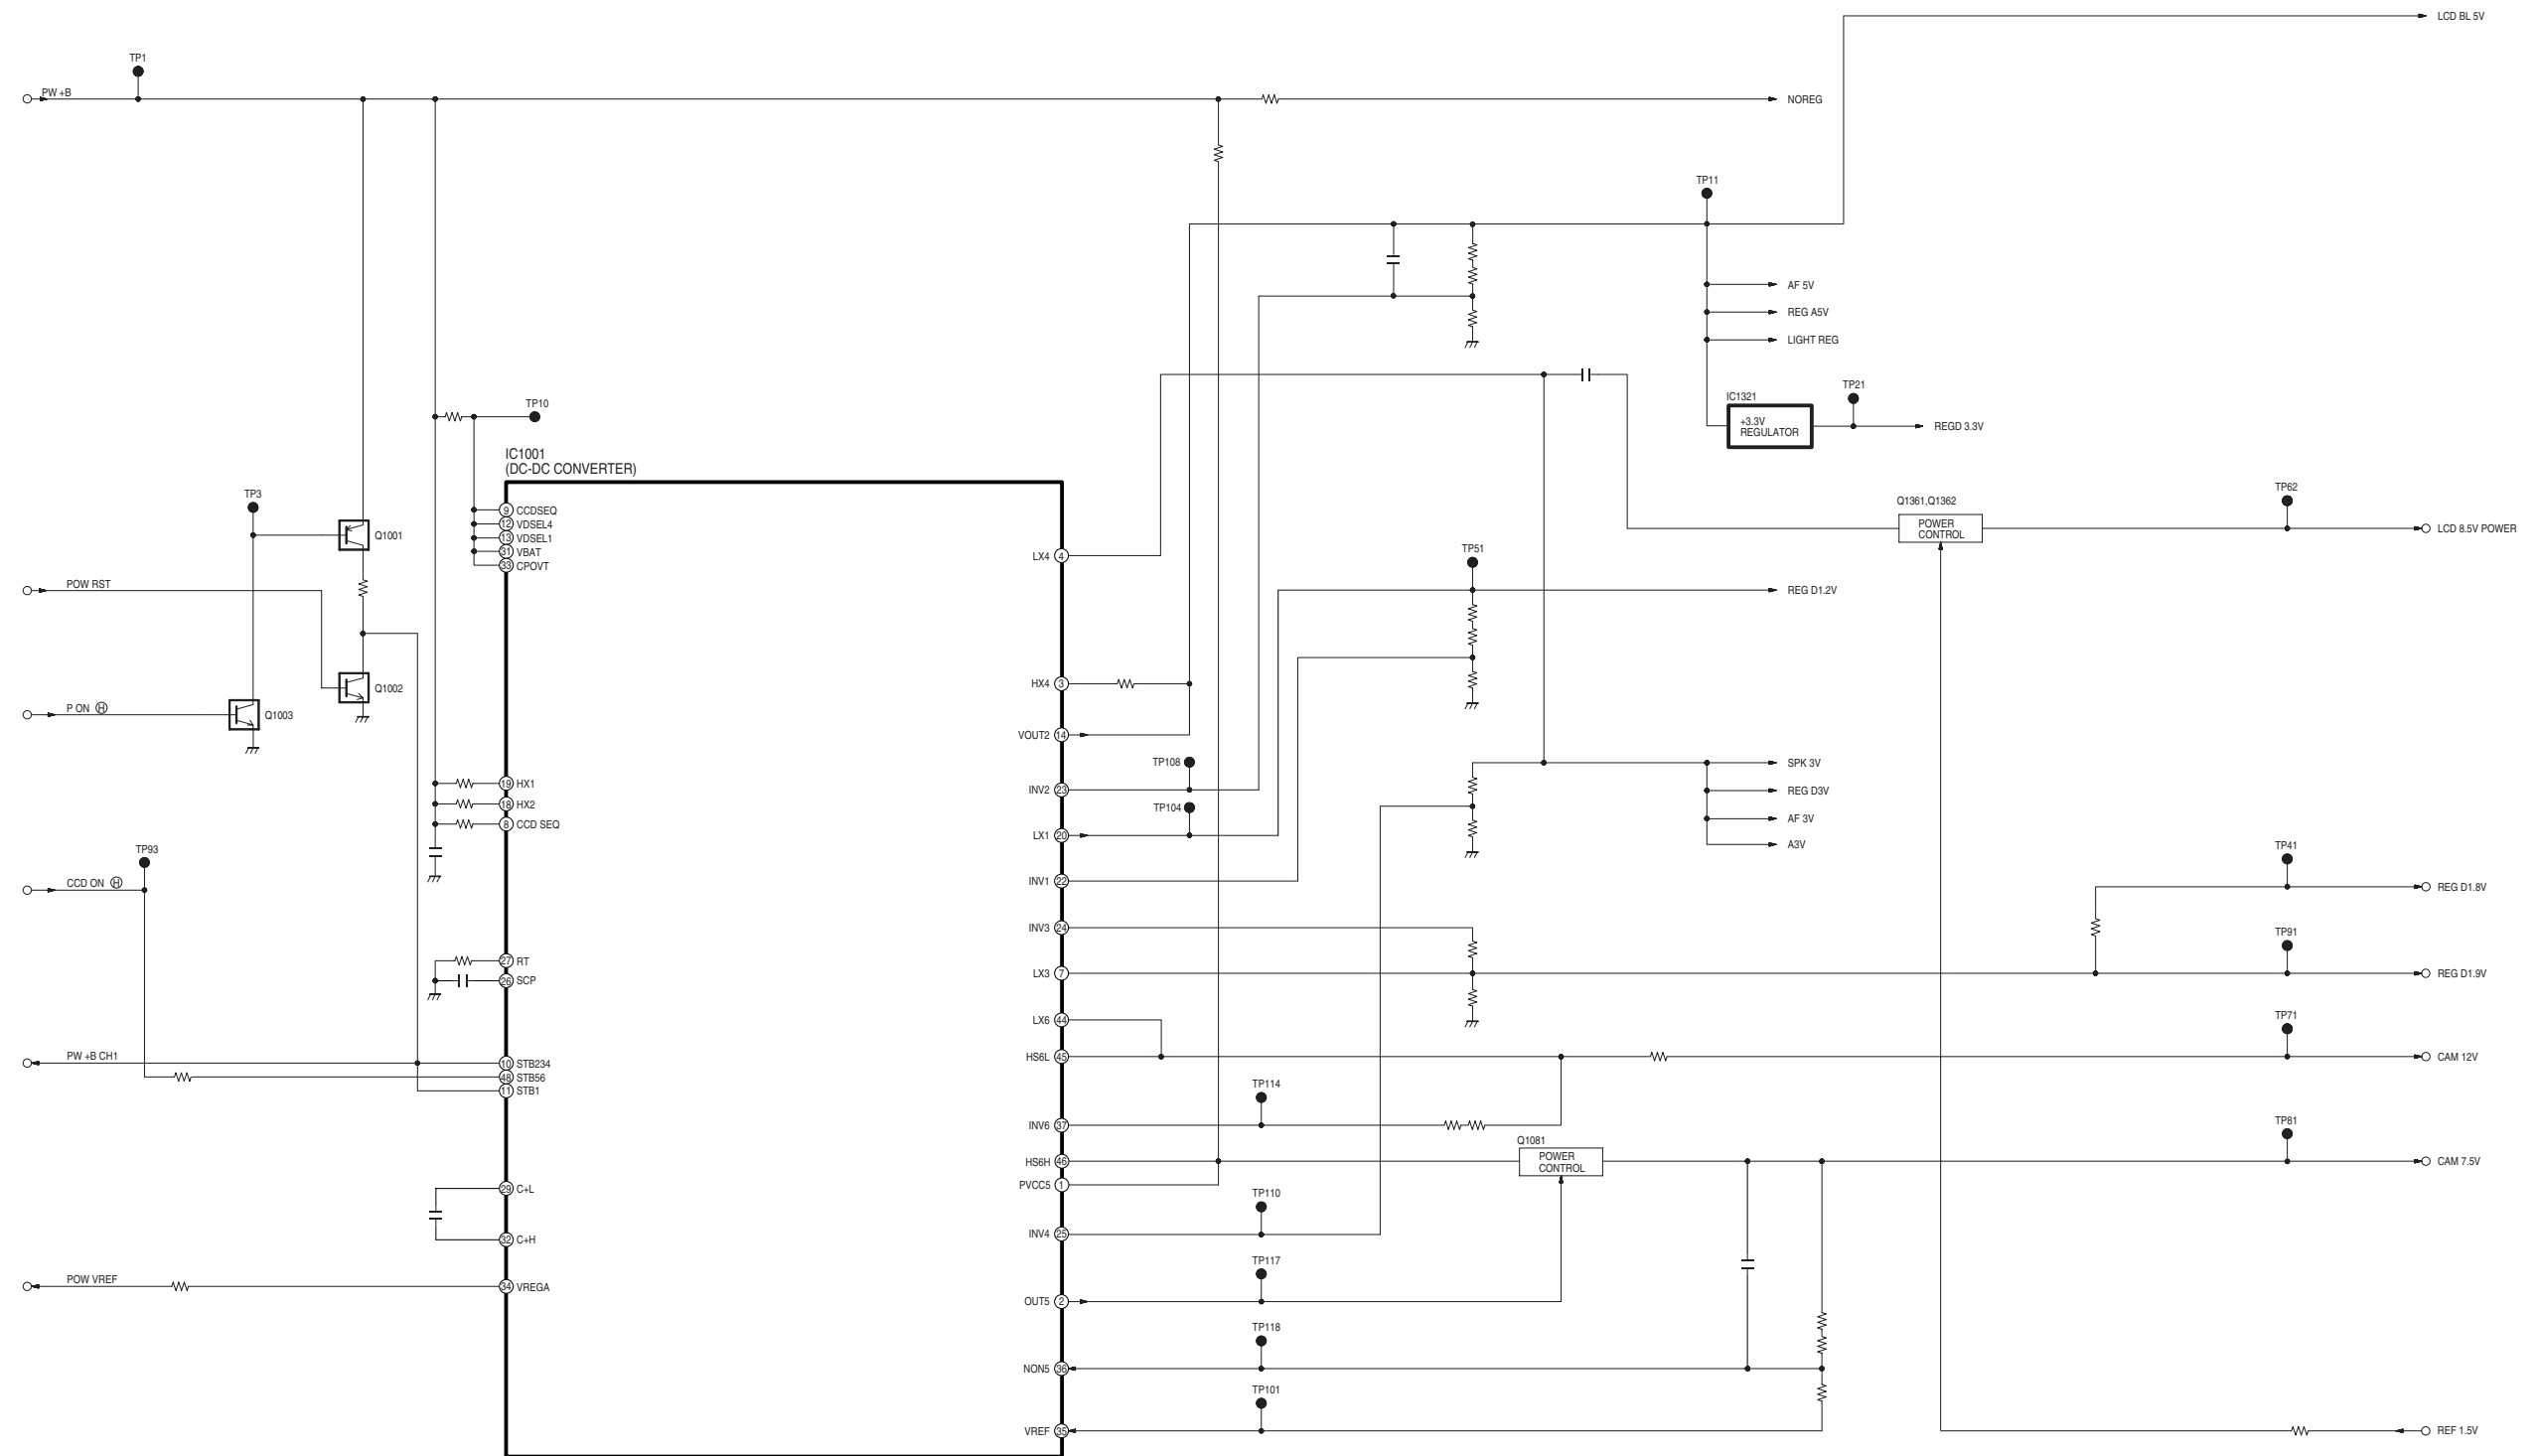 LCD BL 5V
TP1
PW +B
NOREG
TP11
AF 5V
REG A5V
LIGHT REG
TP10
TP21
IC1321
+3.3V
REGULATOR
REGD 3.3V
IC1001
(DC-DC CONVERTER)
TP3
Q1001
9 CCDSEQ
12 VDSEL4
13 VDSEL1
31 VBAT
33 CPOVT
LX4 4
Q1361,Q1362
POWER
CONTROL
TP62
LCD 8.5V POWER
TP51
REG D1.2V
POW RST
Q1002
P ON H
Q1003
HX4 3
VOUT2 14
TP108
INV2 23
TP104
LX1 20
SPK 3V
REG D3V
AF 3V
A3V
19 HX1
18 HX2
8 CCD SEQ
TP93
CCD ON H
INV1 22
TP41
REG D1.8V
INV3 24
TP91
LX3 7
REG D1.9V
27 RT
26 SCP
LX6 44
TP71
HS6L 45
CAM 12V
PW +B CH1
10 STB234
48 STB56
11 STB1
TP114
INV6 37
Q1081
POWER
CONTROL
TP81
HS6H 46
CAM 7.5V
PVCC5 1
29 C+L
TP110
INV4 25
32 C+H
TP117
POW VREF
34 VREGA
OUT5 2
TP118
NON5 36
TP101
VREF 35
REF 1.5V